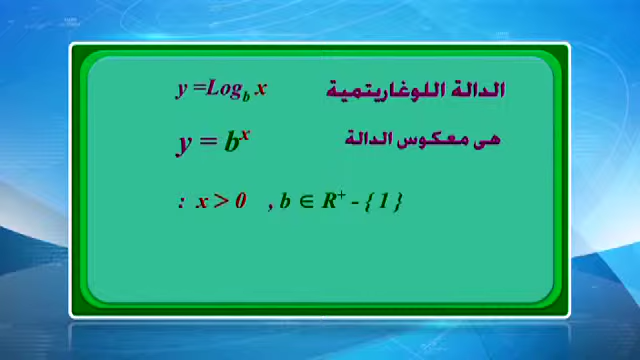 الدالة اللوغاريتمية y =Log_b x
هى معكوس الدالة y = b^x
: x > 0 , b ∈ R^+ - { 1 }